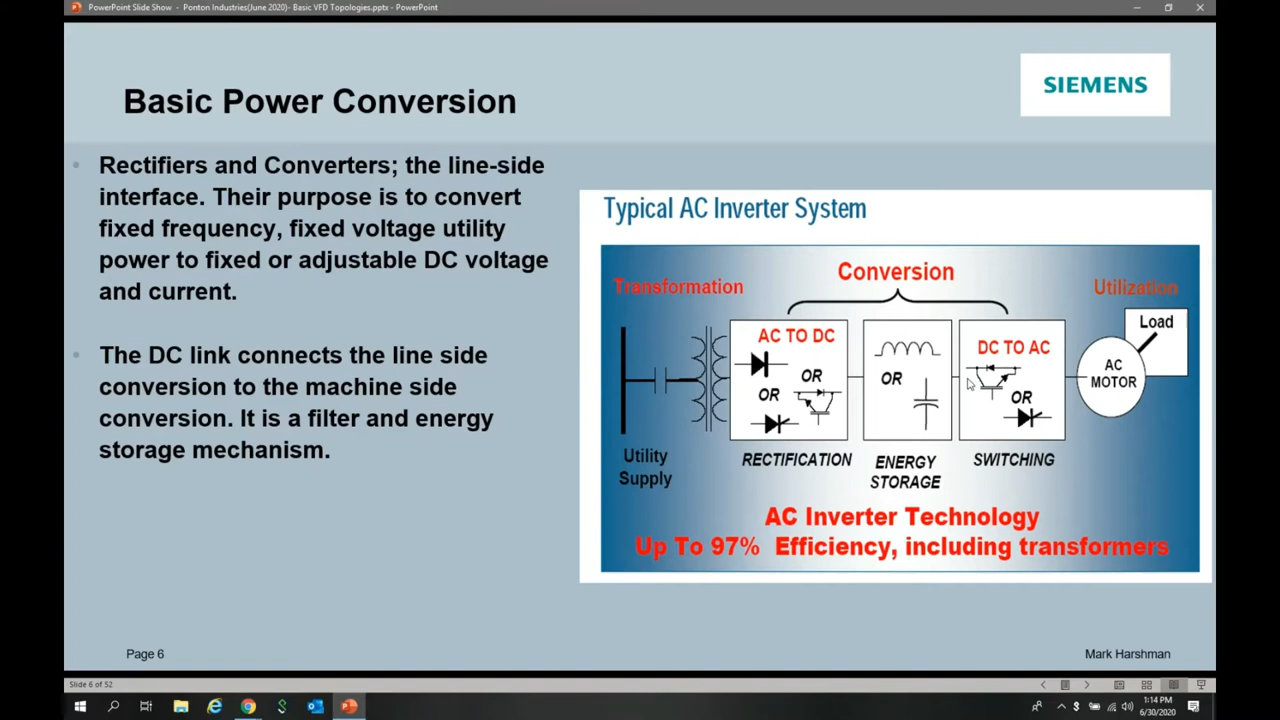 PowerPoint Slide Show - Ponton Industries(June 2020)- Basic VFD Topologies.pptx - PowerPoint
Basic Power Conversion
SIEMENS
• Rectifiers and Converters; the line-side
interface. Their purpose is to convert
fixed frequency, fixed voltage utility
power to fixed or adjustable DC voltage
and current.
• The DC link connects the line side
conversion to the machine side
conversion. It is a filter and energy
storage mechanism.
Typical AC Inverter System
Conversion
Transformation
Utilization
Load
AC TO DC
DC TO AC
OR
OR
OR
OR
AC
MOTOR
Utility
Supply
RECTIFICATION
ENERGY
STORAGE
SWITCHING
AC Inverter Technology
Up To 97% Efficiency, including transformers
Page 6
Mark Harshman
Slide 6 of 52
1:14 PM
6/30/2020